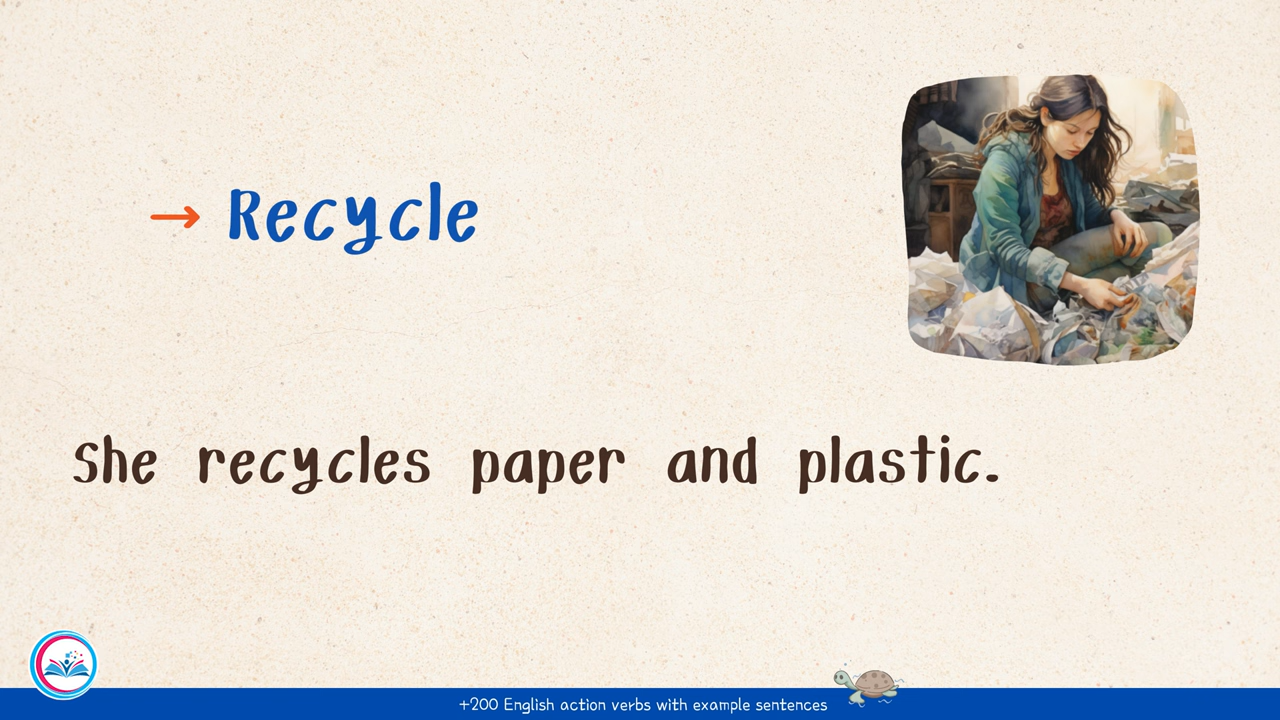 → Recycle
She recycles paper and plastic.
+200 English action verbs with example sentences